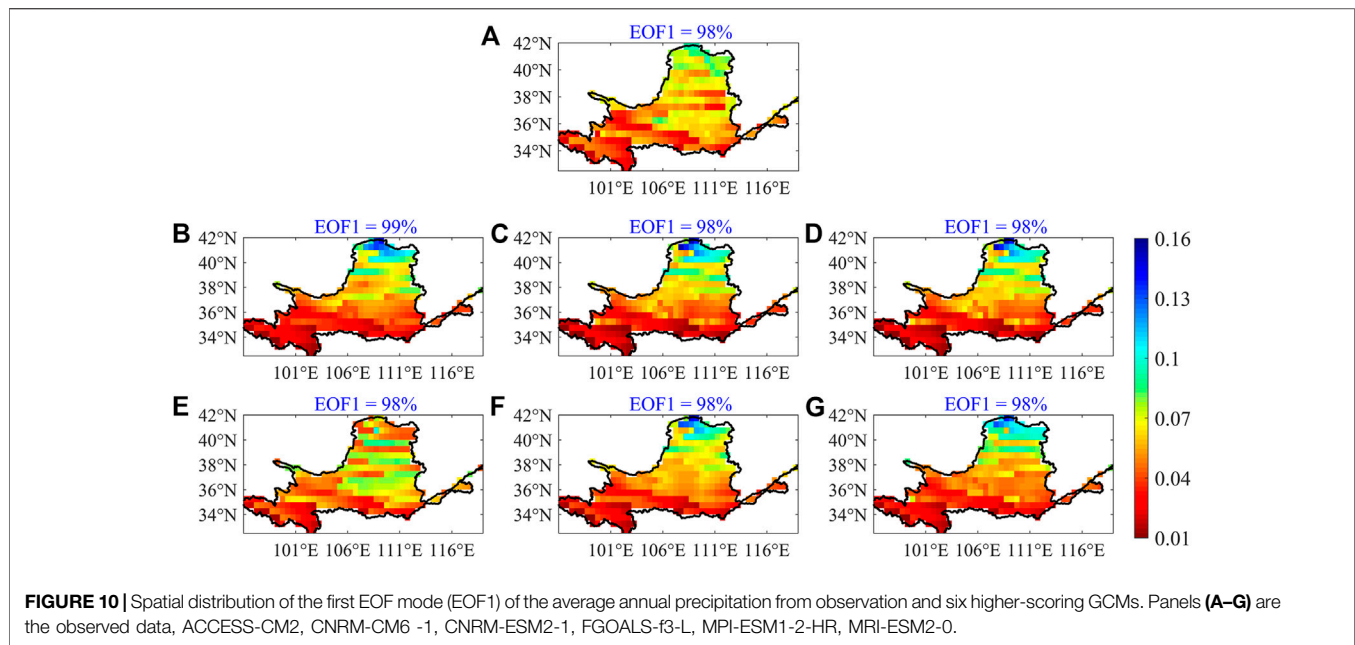 A
EOF1 = 98%
42°N
40°N
38°N
36°N
34°N
101°E 106°E 111°E 116°E
B
EOF1 = 99%
C
EOF1 = 98%
D
EOF1 = 98%
42°N
40°N
38°N
36°N
34°N
101°E 106°E 111°E 116°E
42°N
40°N
38°N
36°N
34°N
101°E 106°E 111°E 116°E
42°N
40°N
38°N
36°N
34°N
101°E 106°E 111°E 116°E
E
EOF1 = 98%
F
EOF1 = 98%
G
EOF1 = 98%
42°N
40°N
38°N
36°N
34°N
101°E 106°E 111°E 116°E
42°N
40°N
38°N
36°N
34°N
101°E 106°E 111°E 116°E
42°N
40°N
38°N
36°N
34°N
101°E 106°E 111°E 116°E
0.16
0.13
0.1
0.07
0.04
0.01
FIGURE 10 | Spatial distribution of the first EOF mode (EOF1) of the average annual precipitation from observation and six higher-scoring GCMs. Panels (A–G) are
the observed data, ACCESS-CM2, CNRM-CM6 -1, CNRM-ESM2-1, FGOALS-f3-L, MPI-ESM1-2-HR, MRI-ESM2-0.